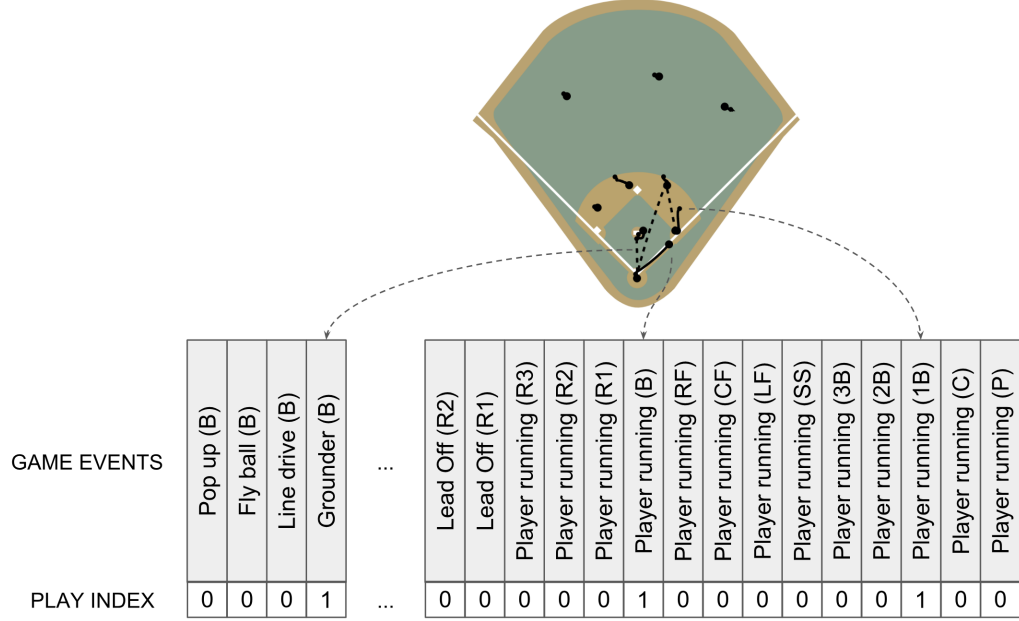 GAME EVENTS
Pop up (B)
Fly ball (B)
Line drive (B)
Grounder (B)
...
Lead Off (R2)
Lead Off (R1)
Player running (R3)
Player running (R2)
Player running (R1)
Player running (B)
Player running (RF)
Player running (CF)
Player running (LF)
Player running (SS)
Player running (3B)
Player running (2B)
Player running (1B)
Player running (C)
Player running (P)
PLAY INDEX 0 0 0 1 ... 0 0 0 0 0 1 0 0 0 0 0 0 1 0 0